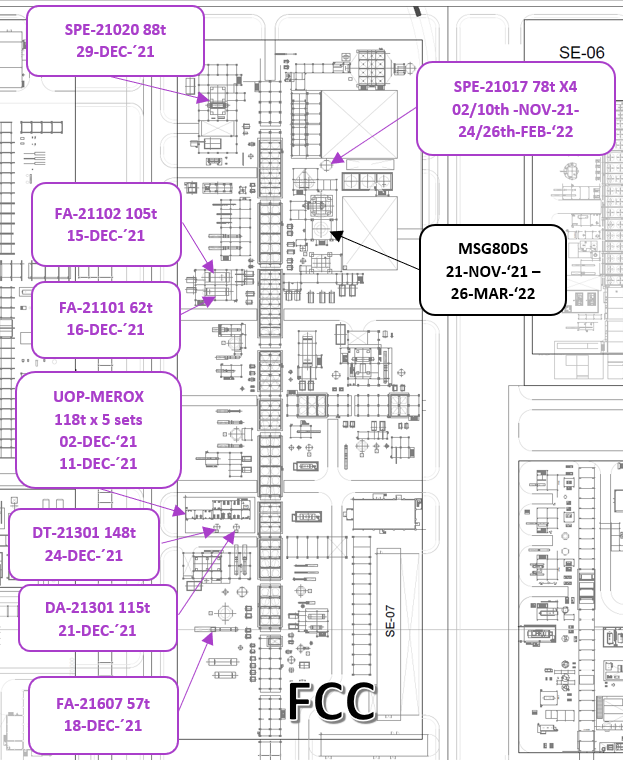 SPE-21020 88t
29-DEC-´21
SE-06
SPE-21017 78t X4
02/10th -NOV-21-
24/26th-FEB-‘22
FA-21102 105t
15-DEC-´21
MSG80DS
21-NOV-‘21 –
26-MAR-‘22
FA-21101 62t
16-DEC-´21
UOP-MEROX
118t x 5 sets
02-DEC-‘21
11-DEC-´21
DT-21301 148t
24-DEC-´21
DA-21301 115t
21-DEC-´21
SE-07
FA-21607 57t
18-DEC-´21
FCC